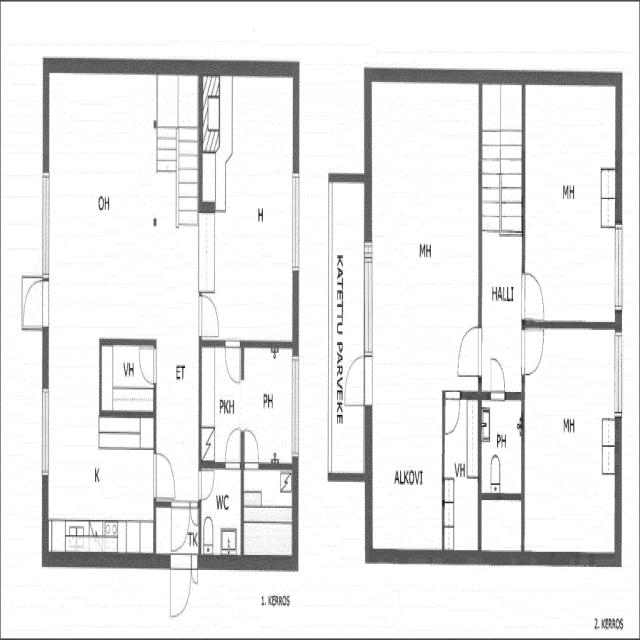 OH
H
VH
ET
PKH
PH
K
WC
TK
1. KERROS
KATETTU PARVEKE
MH
MH
HALLI
MH
PH
ALKOVI
VH
2. KERROS